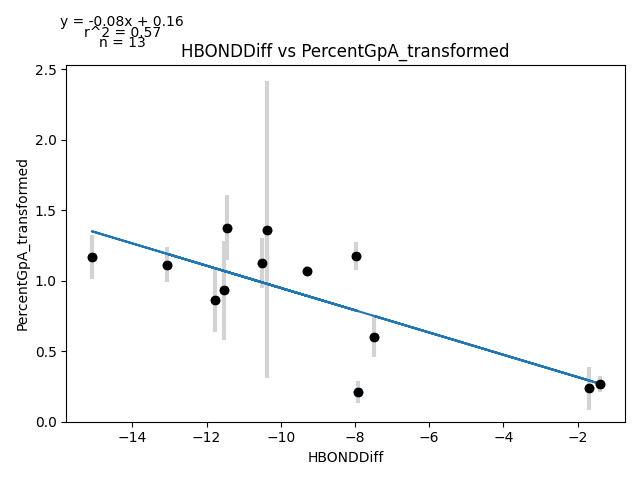 y = -0.08x + 0.16
r^2 = 0.57
n = 13
HBONDDiff vs PercentGpA_transformed
2.5
2.0
1.5
1.0
0.5
0.0
PercentGpA_transformed
−14
−12
−10
−8
−6
−4
−2
HBONDDiff